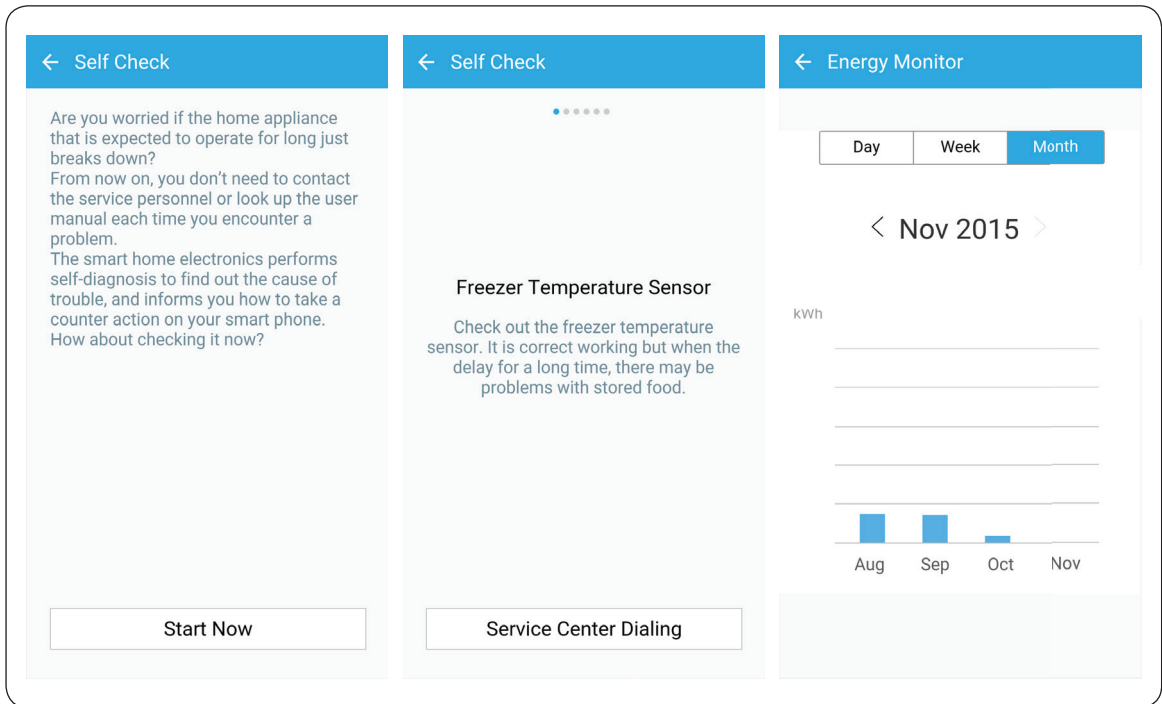 Self Check
Are you worried if the home appliance
that is expected to operate for long just
breaks down?
From now on, you don't need to contact
the service personnel or look up the user
manual each time you encounter a
problem.
The smart home electronics performs
self-diagnosis to find out the cause of
trouble, and informs you how to take a
counter action on your smart phone.
How about checking it now?
Start Now
Self Check
Freezer Temperature Sensor
Check out the freezer temperature
sensor. It is correct working but when the
delay for a long time, there may be
problems with stored food.
Service Center Dialing
Energy Monitor
Day Week Month
Nov 2015
kWh
Aug Sep Oct Nov